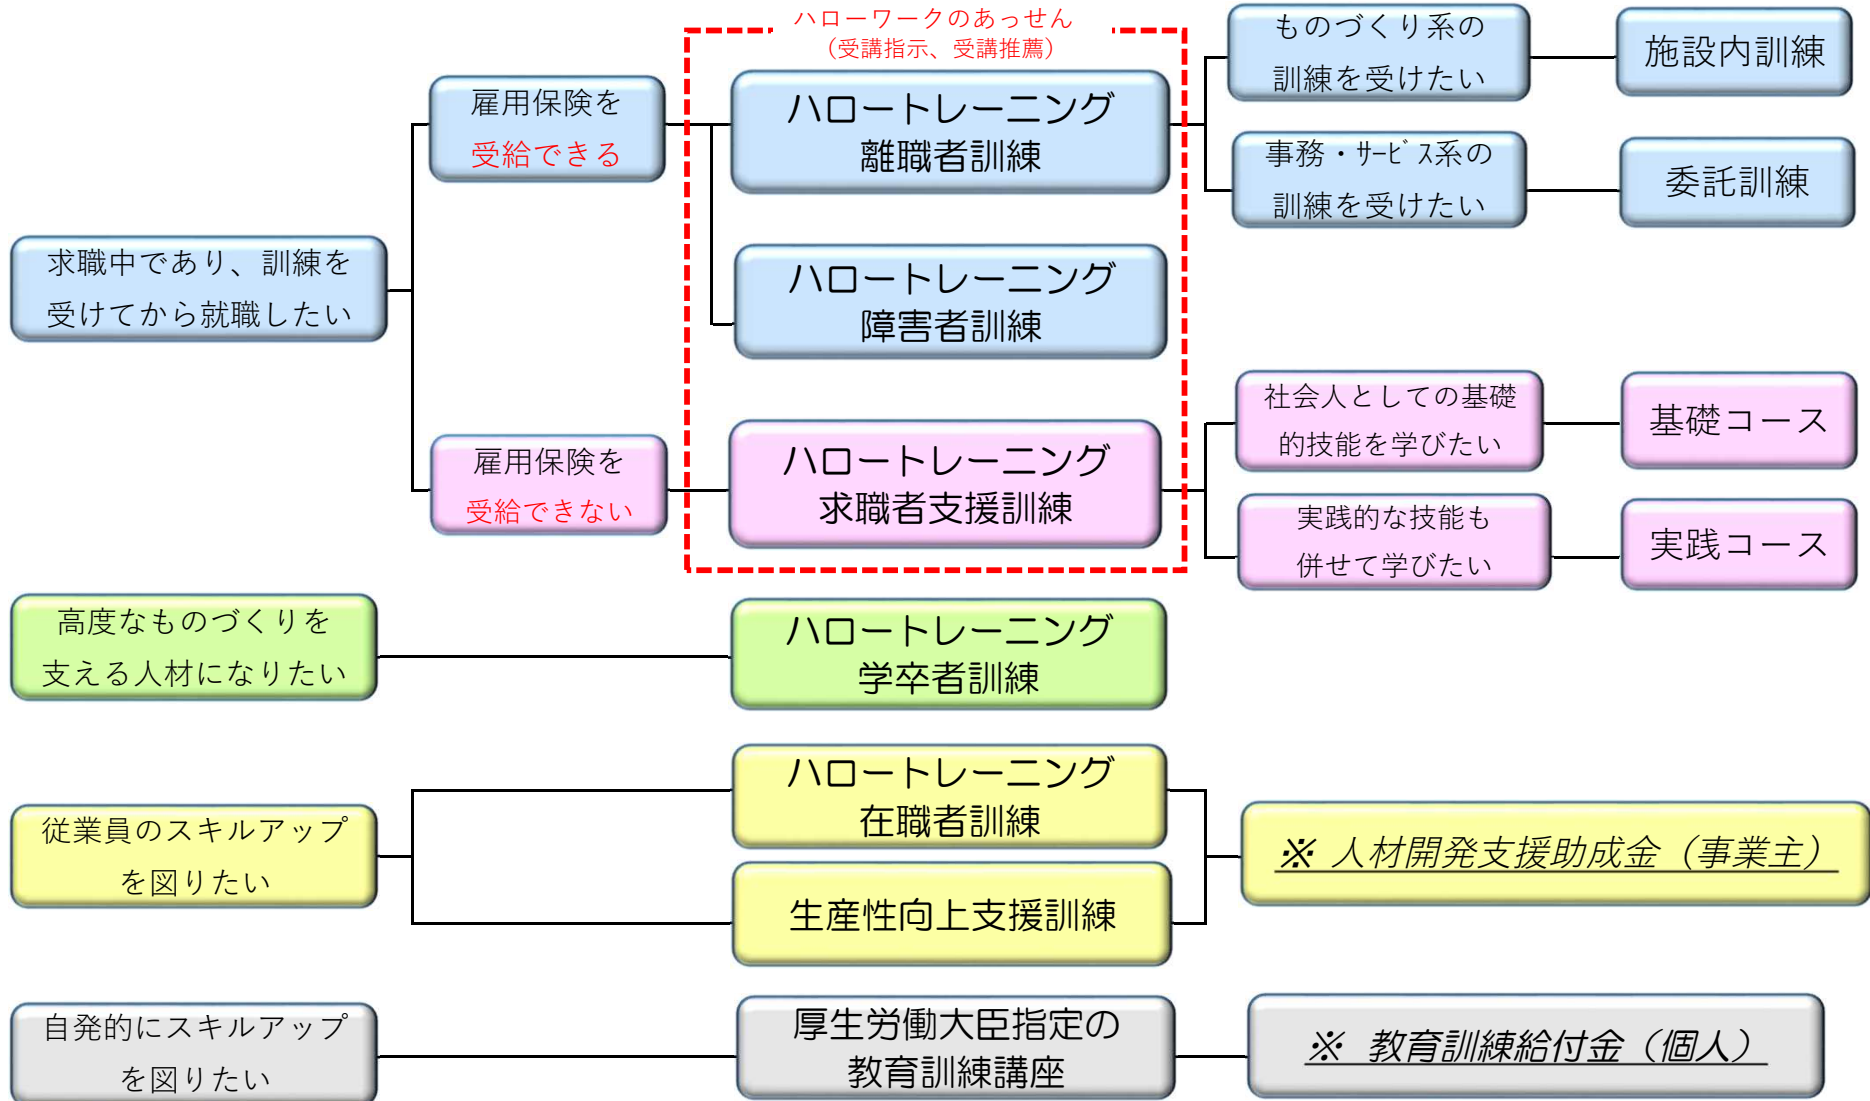 ハローワークのあっせん
（受講指示、受講推薦）
求職中であり、訓練を
受けてから就職したい
雇用保険を
受給できる
ハロートレーニング
離職者訓練
ものづくり系の
訓練を受けたい
施設内訓練
事務・ｻｰﾋﾞｽ系の
訓練を受けたい
委託訓練
ハロートレーニング
障害者訓練
雇用保険を
受給できない
ハロートレーニング
求職者支援訓練
社会人としての基礎
的技能を学びたい
基礎コース
実践的な技能も
併せて学びたい
実践コース
高度なものづくりを
支える人材になりたい
ハロートレーニング
学卒者訓練
従業員のスキルアップ
を図りたい
ハロートレーニング
在職者訓練
生産性向上支援訓練
※ 人材開発支援助成金（事業主）
自発的にスキルアップ
を図りたい
厚生労働大臣指定の
教育訓練講座
※ 教育訓練給付金（個人）